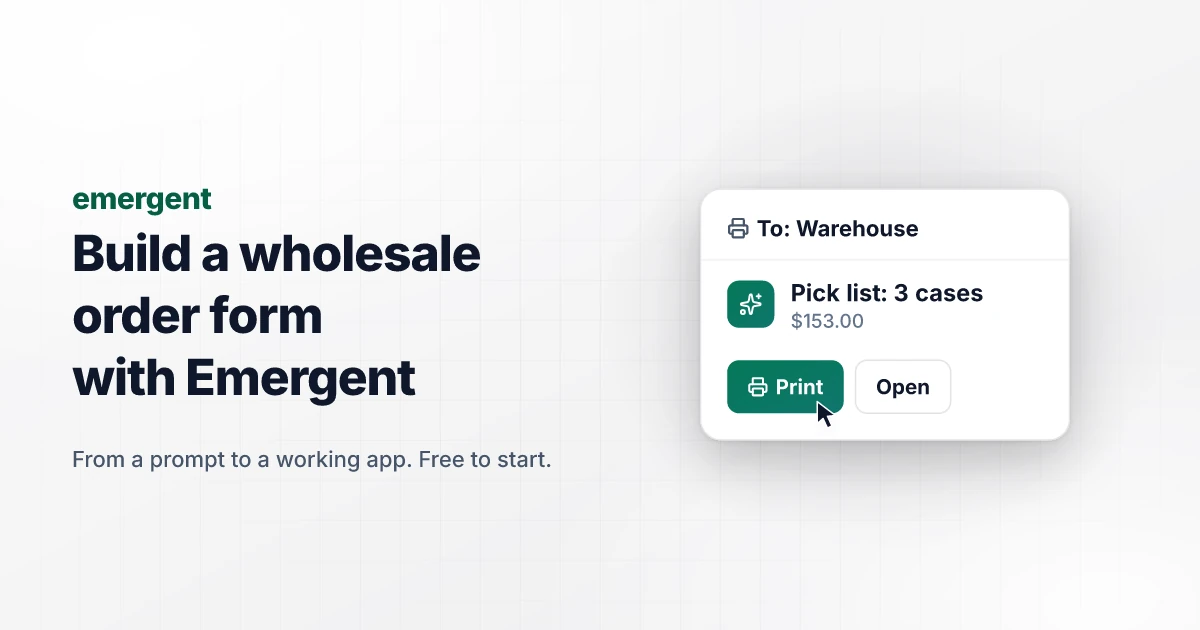 emergent
Build a wholesale
order form
with Emergent
From a prompt to a working app. Free to start.
To: Warehouse
Pick list: 3 cases
$153.00
Print
Open